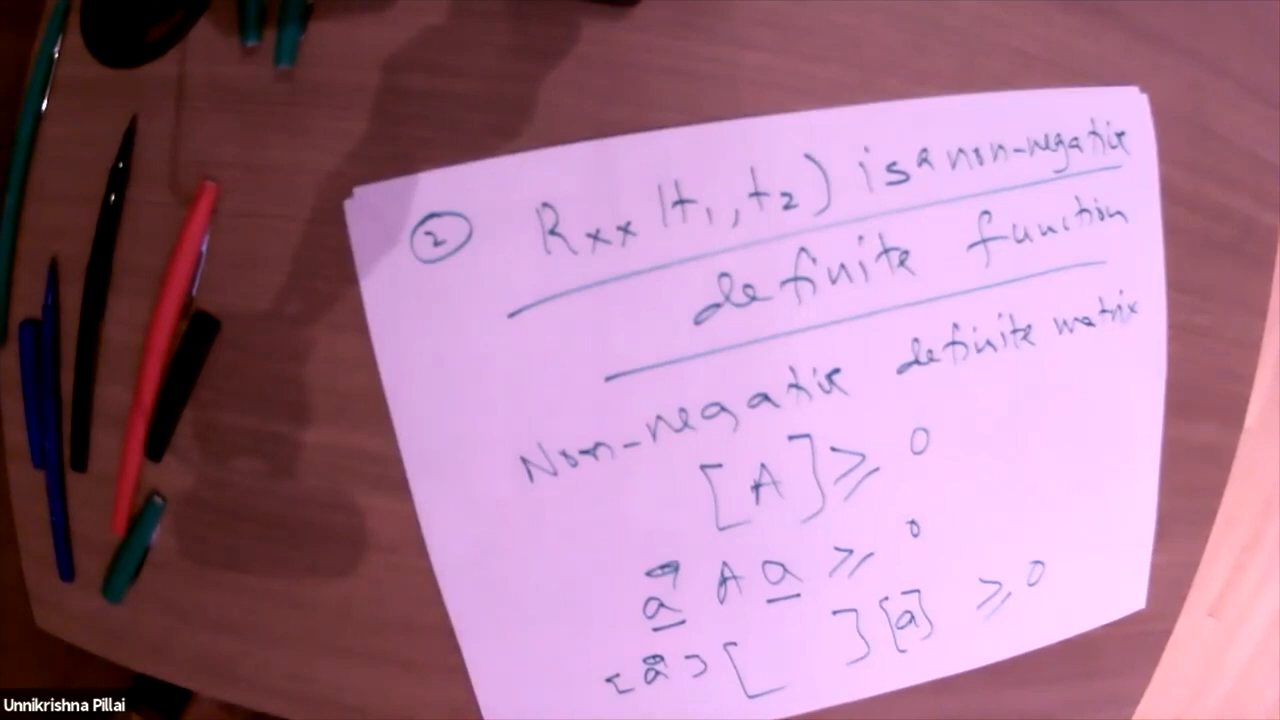 ② Rxx(t₁, t₂) is a non-negative
definite function
Non-negative definite matrix
[A] ≥ 0
a A a ≥ 0
[a] [ ] [a] ≥ 0
Unnikrishna Pillai